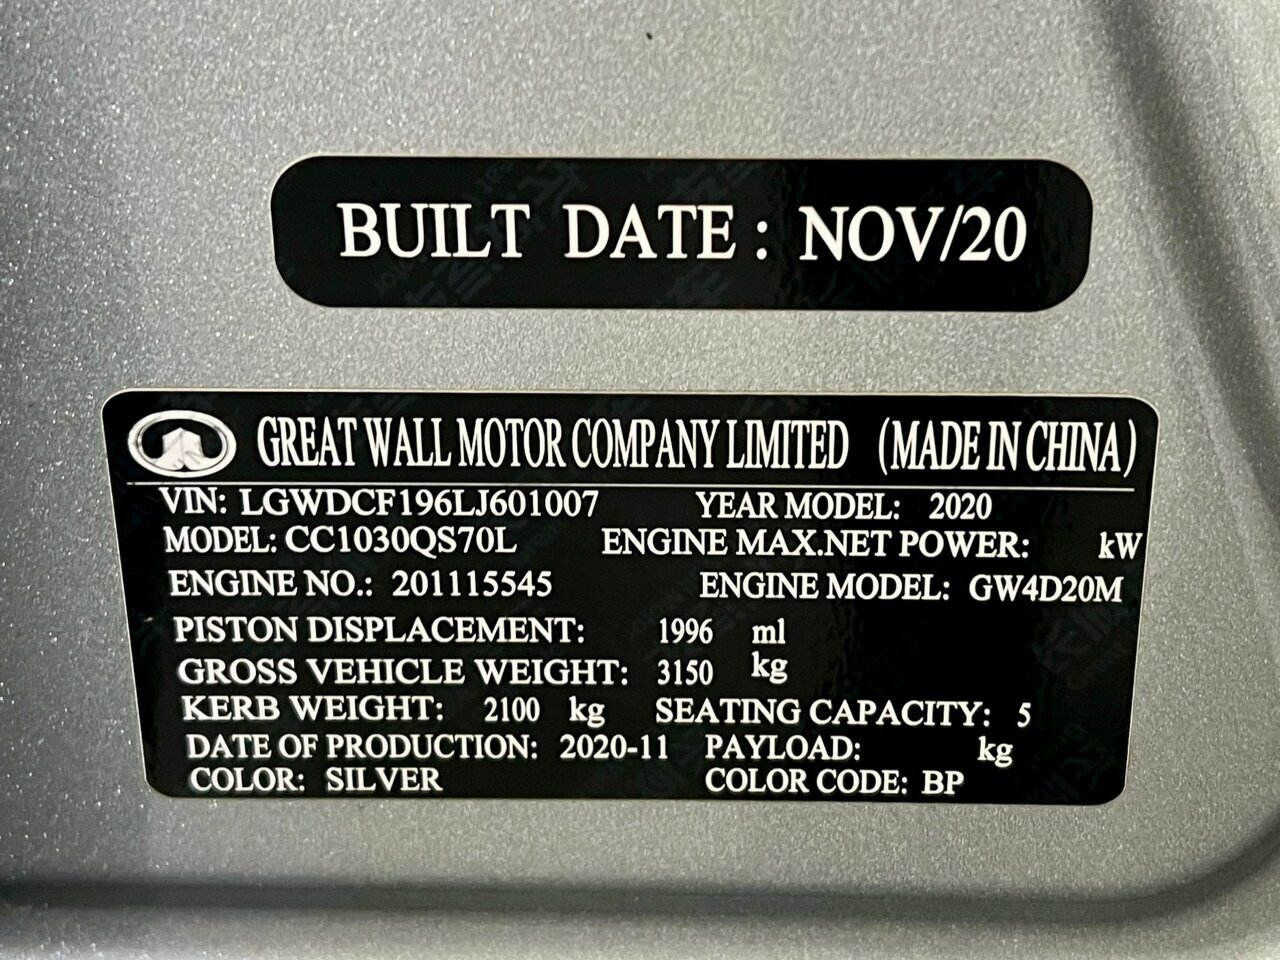 BUILT DATE: NOV/20
GREAT WALL MOTOR COMPANY LIMITED (MADE IN CHINA)
VIN: LGWDCF196LJ601007 YEAR MODEL: 2020
MODEL: CC1030QS70L ENGINE MAX.NET POWER: kW
ENGINE NO.: 201115545 ENGINE MODEL: GW4D20M
PISTON DISPLACEMENT: 1996 ml
GROSS VEHICLE WEIGHT: 3150 kg
KERB WEIGHT: 2100 kg SEATING CAPACITY: 5
DATE OF PRODUCTION: 2020-11 PAYLOAD: kg
COLOR: SILVER COLOR CODE: BP